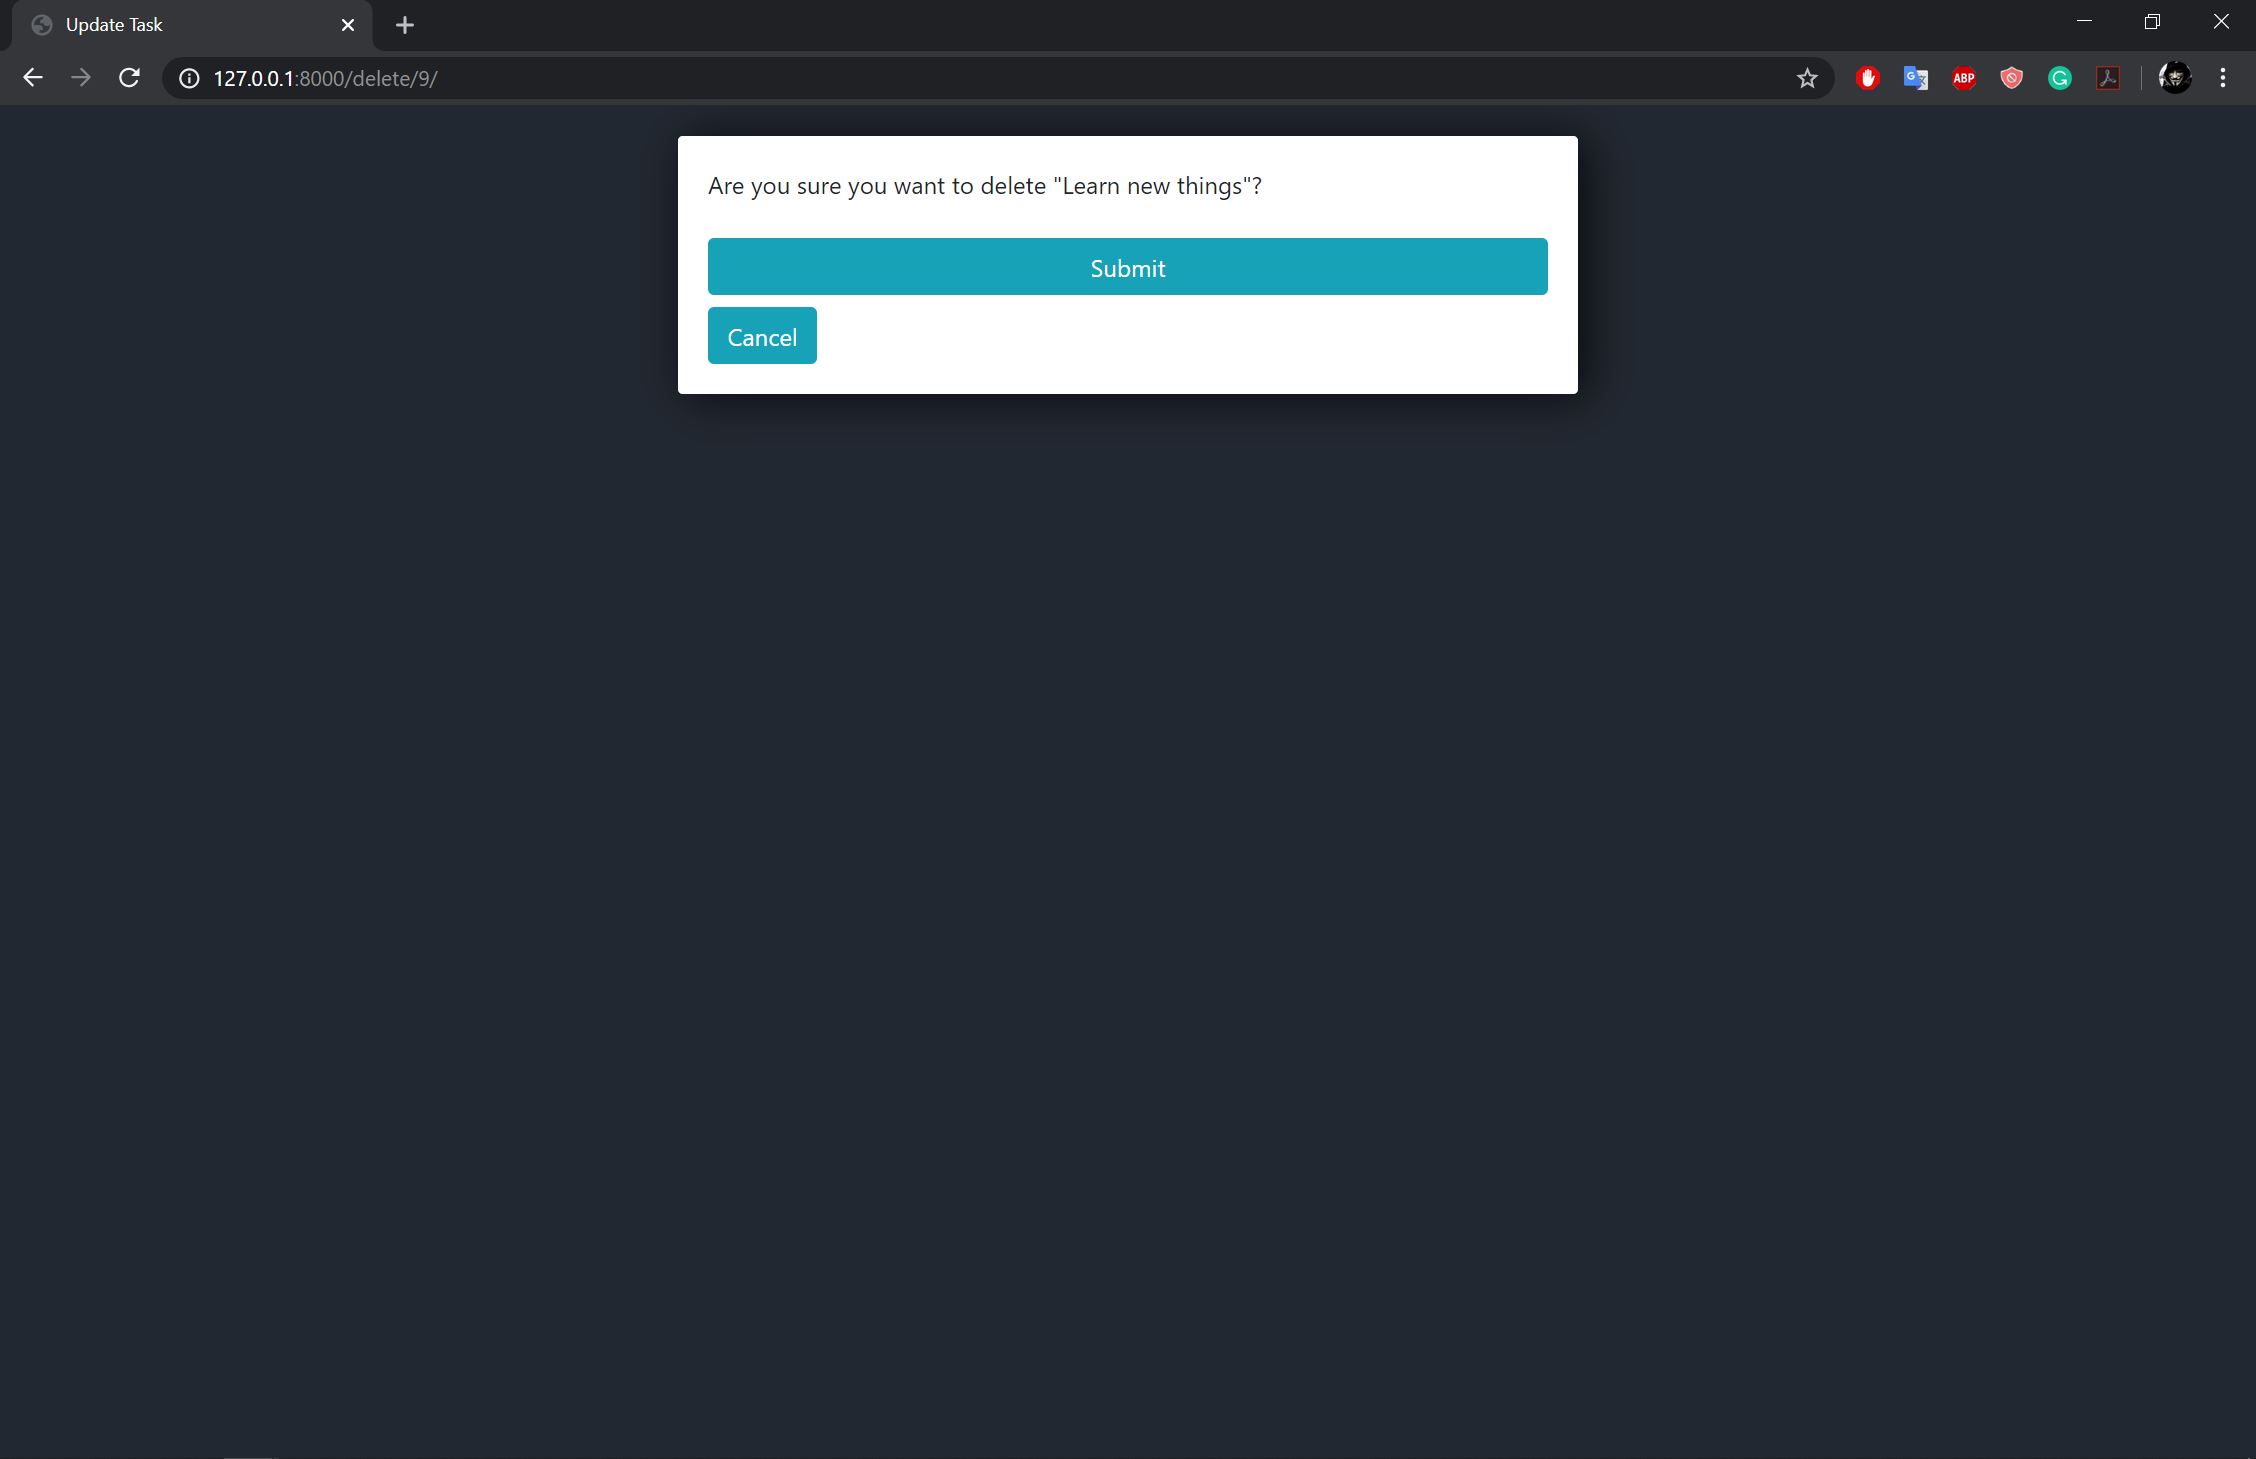 Update Task
127.0.0.1:8000/delete/9/
ABP
Are you sure you want to delete "Learn new things"?
Submit
Cancel